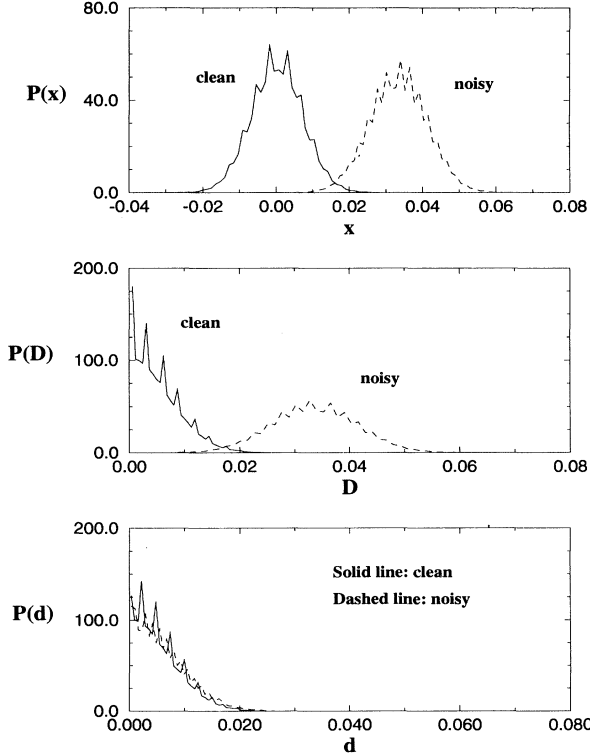 80.0
clean
noisy
P(x)
40.0
0.0
-0.04 -0.02 0.00 0.02 0.04 0.06 0.08
x
200.0
clean
P(D)
100.0
noisy
0.0
0.00 0.02 0.04 0.06 0.08
D
200.0
Solid line: clean
Dashed line: noisy
P(d)
100.0
0.0
0.000 0.020 0.040 0.060 0.080
d